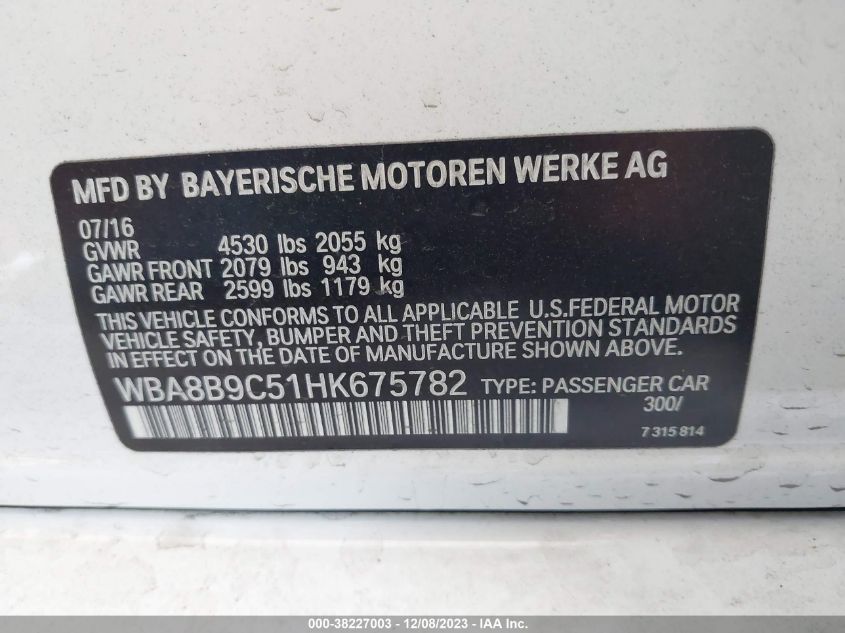 MFD BY BAYERISCHE MOTOREN WERKE AG
07/16
GVWR 4530 lbs 2055 kg
GAWR FRONT 2079 lbs 943 kg
GAWR REAR 2599 lbs 1179 kg
THIS VEHICLE CONFORMS TO ALL APPLICABLE U.S.FEDERAL MOTOR
VEHICLE SAFETY, BUMPER AND THEFT PREVENTION STANDARDS
IN EFFECT ON THE DATE OF MANUFACTURE SHOWN ABOVE.
WBA8B9C51HK675782 TYPE: PASSENGER CAR
300/
7 315 814
000-38227003 - 12/08/2023 - IAA Inc.